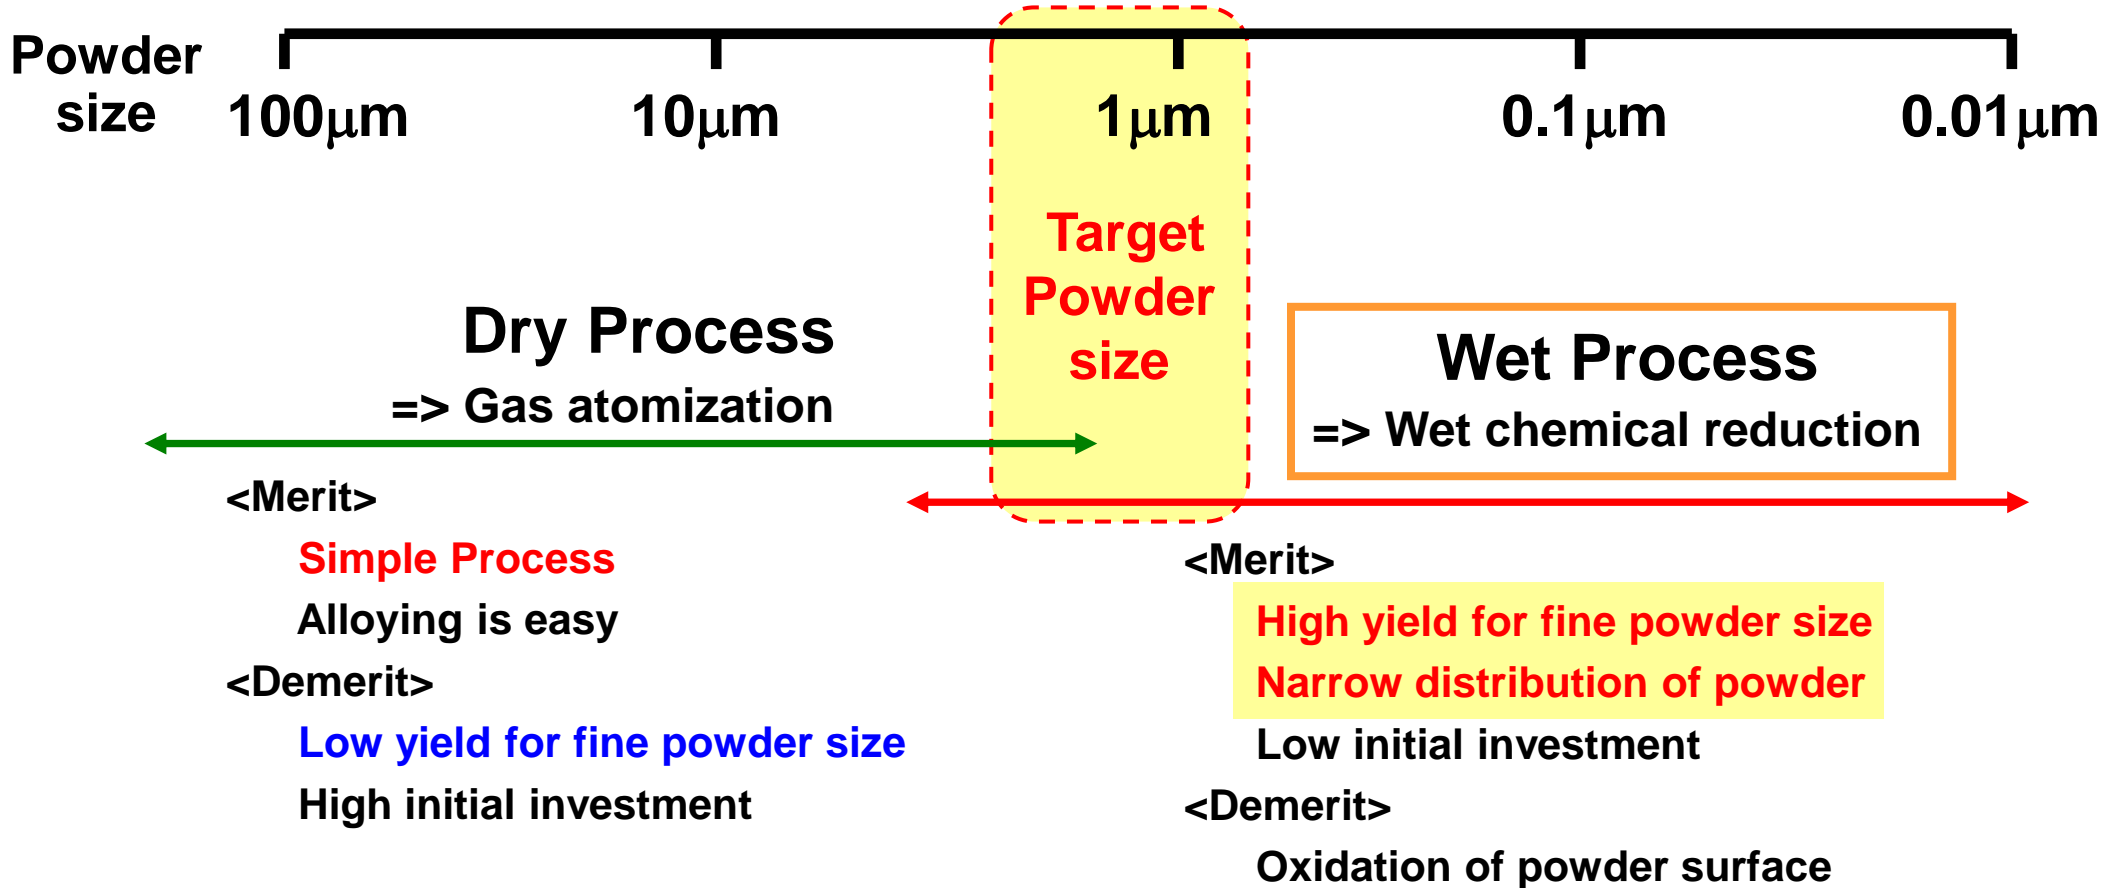 Powder
size
100μm
10μm
1μm
0.1μm
0.01μm
Target
Powder
size
Dry Process
=> Gas atomization
<Merit>
Simple Process
Alloying is easy
<Demerit>
Low yield for fine powder size
High initial investment
Wet Process
=> Wet chemical reduction
<Merit>
High yield for fine powder size
Narrow distribution of powder
Low initial investment
<Demerit>
Oxidation of powder surface